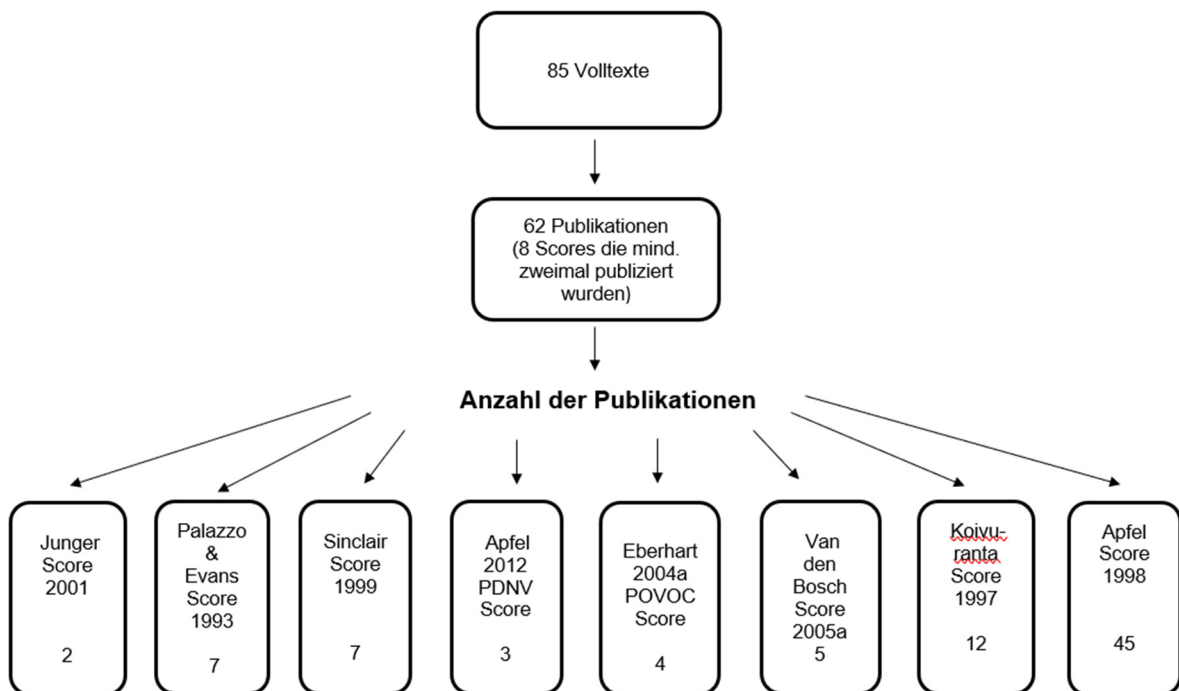 85 Volltexte
62 Publikationen
(8 Scores die mind.
zweimal publiziert
wurden)
Anzahl der Publikationen
Junger
Score
2001
2
Palazzo
&
Evans
Score
1993
7
Sinclair
Score
1999
7
Apfel
2012
PDNV
Score
3
Eberhart
2004a
POVOC
Score
4
Van
den
Bosch
Score
2005a
5
Koivu-
ranta
Score
1997
12
Apfel
Score
1998
45